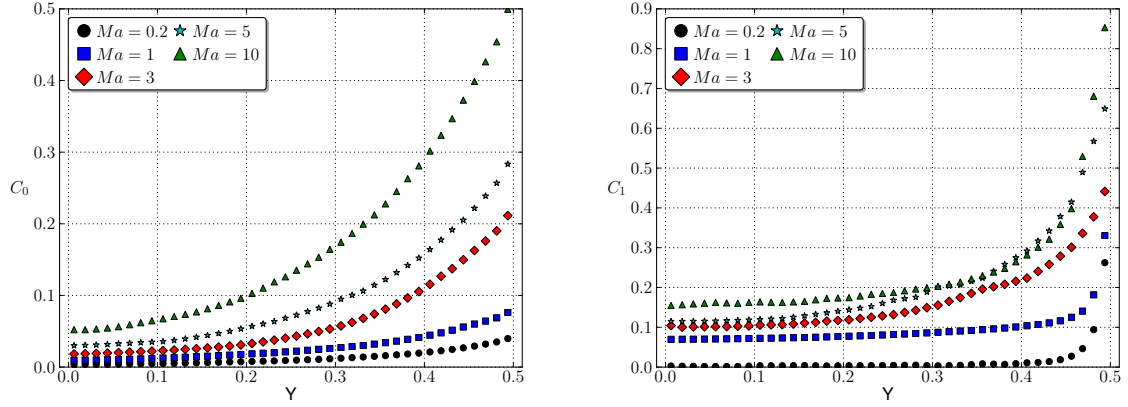 0.5
0.4
0.3
0.2
0.1
0.0
C₀
Ma = 0.2
Ma = 5
Ma = 1
Ma = 10
Ma = 3
0.0 0.1 0.2 0.3 0.4 0.5
Y
0.9
0.8
0.7
0.6
0.5
0.4
0.3
0.2
0.1
0.0
C₁
Ma = 0.2
Ma = 5
Ma = 1
Ma = 10
Ma = 3
0.0 0.1 0.2 0.3 0.4 0.5
Y